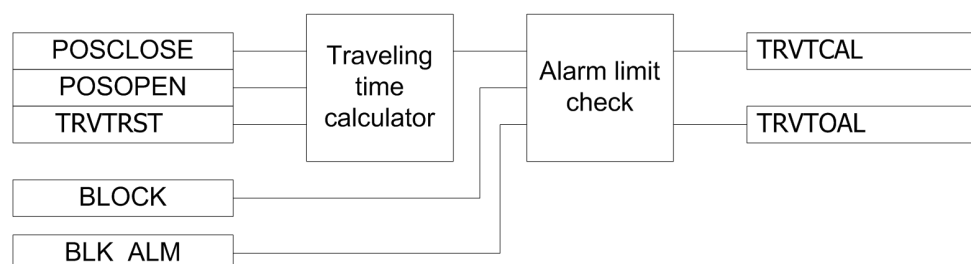 POSCLOSE
POSOPEN
TRVTRST
BLOCK
BLK_ALM
Traveling
time
calculator
Alarm limit
check
TRVTCAL
TRVTOAL